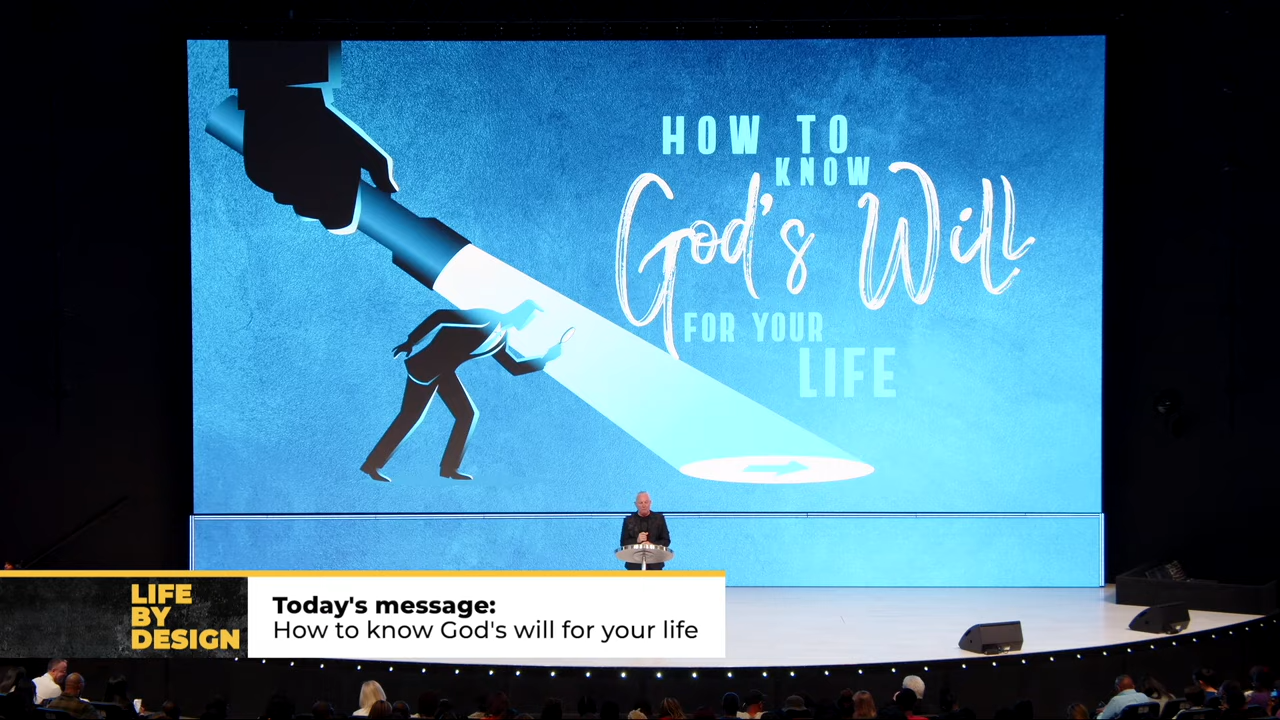 HOW TO
KNOW
God's Will
FOR YOUR
LIFE
LIFE
BY
DESIGN
Today's message:
How to know God's will for your life